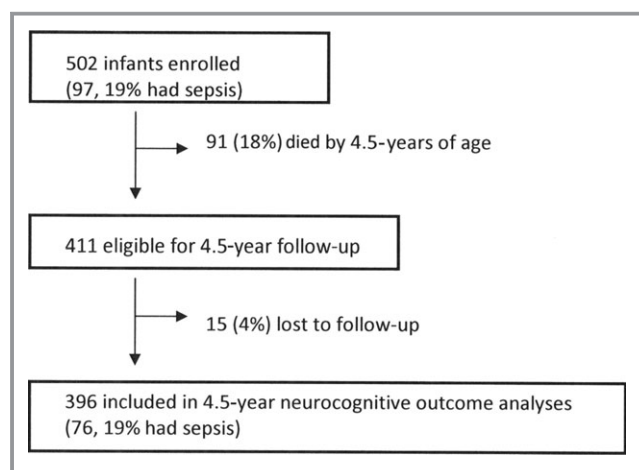 502 infants enrolled
(97, 19% had sepsis)
91 (18%) died by 4.5-years of age
411 eligible for 4.5-year follow-up
15 (4%) lost to follow-up
396 included in 4.5-year neurocognitive outcome analyses
(76, 19% had sepsis)